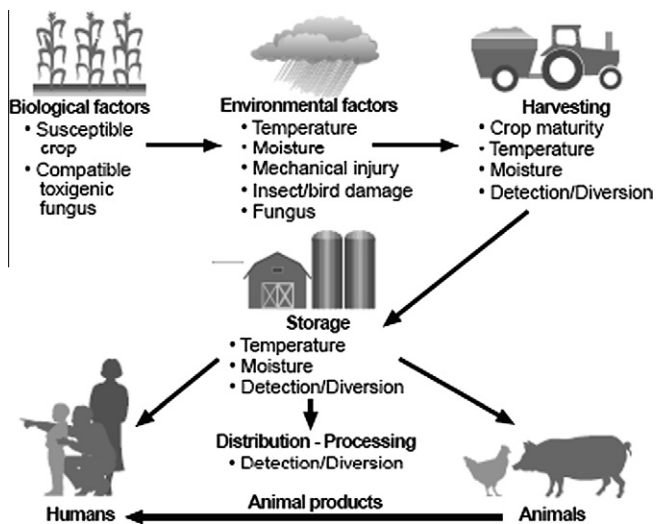 Biological factors
• Susceptible
crop
• Compatible
toxigenic
fungus
Environmental factors
• Temperature
• Moisture
• Mechanical injury
• Insect/bird damage
• Fungus
Harvesting
• Crop maturity
• Temperature
• Moisture
• Detection/Diversion
Storage
• Temperature
• Moisture
• Detection/Diversion
Distribution - Processing
• Detection/Diversion
Humans
Animal products
Animals